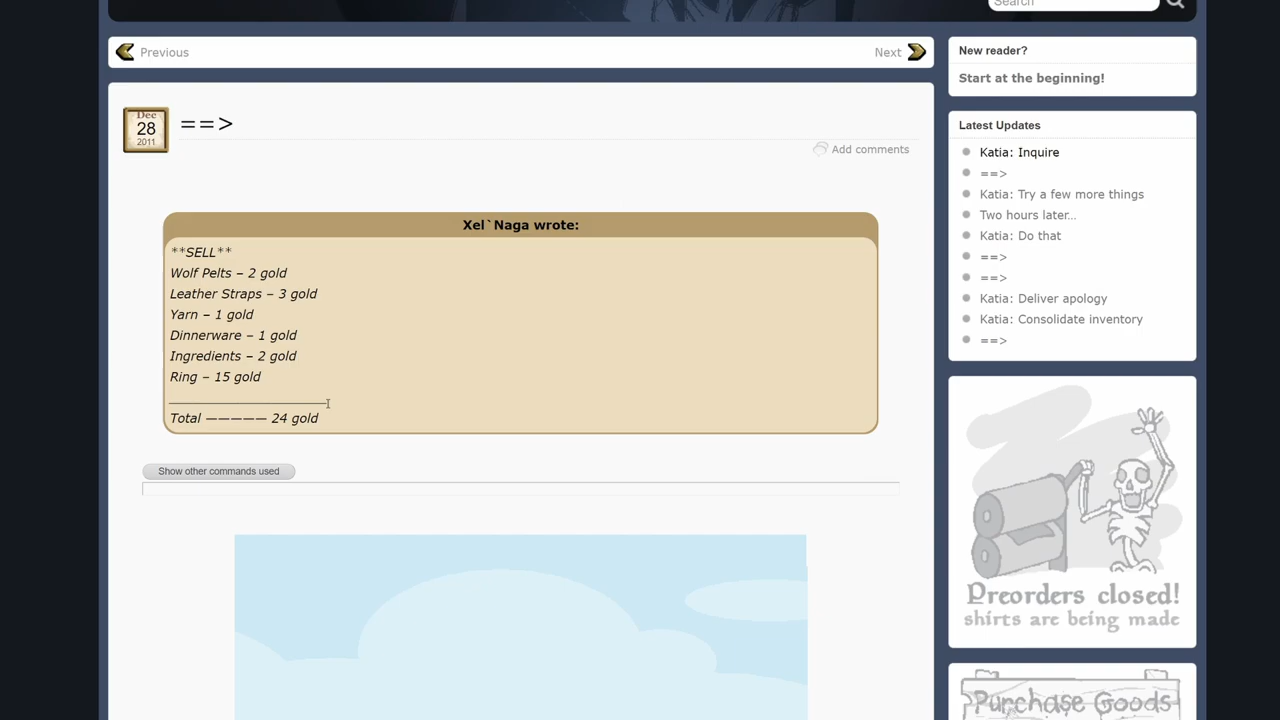 Search
Previous
Next
Dec
28
2011
==>
Add comments
Xel`Naga wrote:
**SELL**
Wolf Pelts – 2 gold
Leather Straps – 3 gold
Yarn – 1 gold
Dinnerware – 1 gold
Ingredients – 2 gold
Ring – 15 gold
Total ————— 24 gold
Show other commands used
New reader?
Start at the beginning!
Latest Updates
Katia: Inquire
==>
Katia: Try a few more things
Two hours later…
Katia: Do that
==>
==>
Katia: Deliver apology
Katia: Consolidate inventory
==>
Preorders closed!
shirts are being made
Purchase Goods